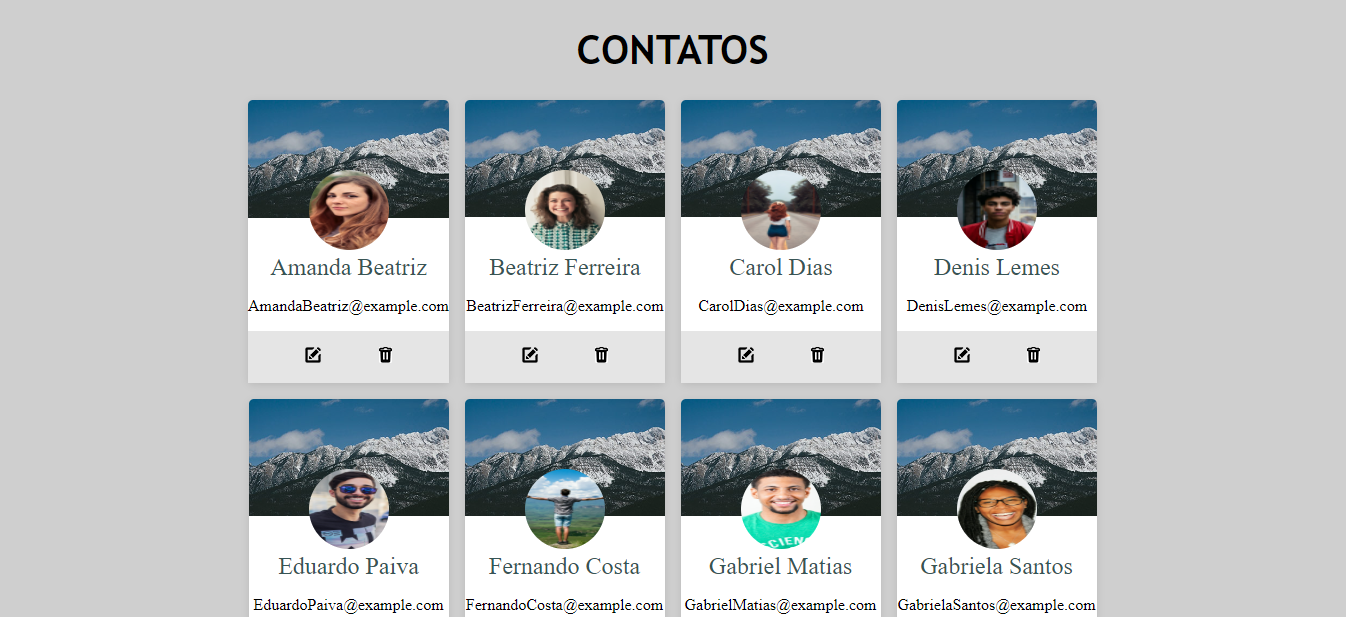 CONTATOS
Amanda Beatriz
AmandaBeatriz@example.com
Beatriz Ferreira
BeatrizFerreira@example.com
Carol Dias
CarolDias@example.com
Denis Lemes
DenisLemes@example.com
Eduardo Paiva
EduardoPaiva@example.com
Fernando Costa
FernandoCosta@example.com
Gabriel Matias
GabrielMatias@example.com
Gabriela Santos
GabrielaSantos@example.com